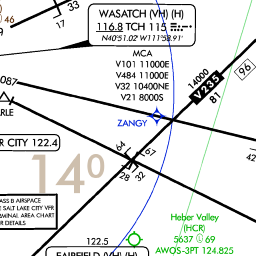 17
33
WASATCH (VH) (H)
116.8 TCH 115
N40°51.02 W111°58.91'
MCA
V101 11000E
V484 11000E
V32 10400NE
V21 8000S
087
ZANGY
14000
V235
81
96
RLE
R CITY 122.4
64
67
28
32
14⁰
42
N
ASS B AIRSPACE
E SALT LAKE CITY VFR
RMINAL AREA CHART
R DETAILS
122.5
Heber Valley
(HCR)
5637 69
AWOS-3PT 124.825
FAIRFIELD (VH) (H)